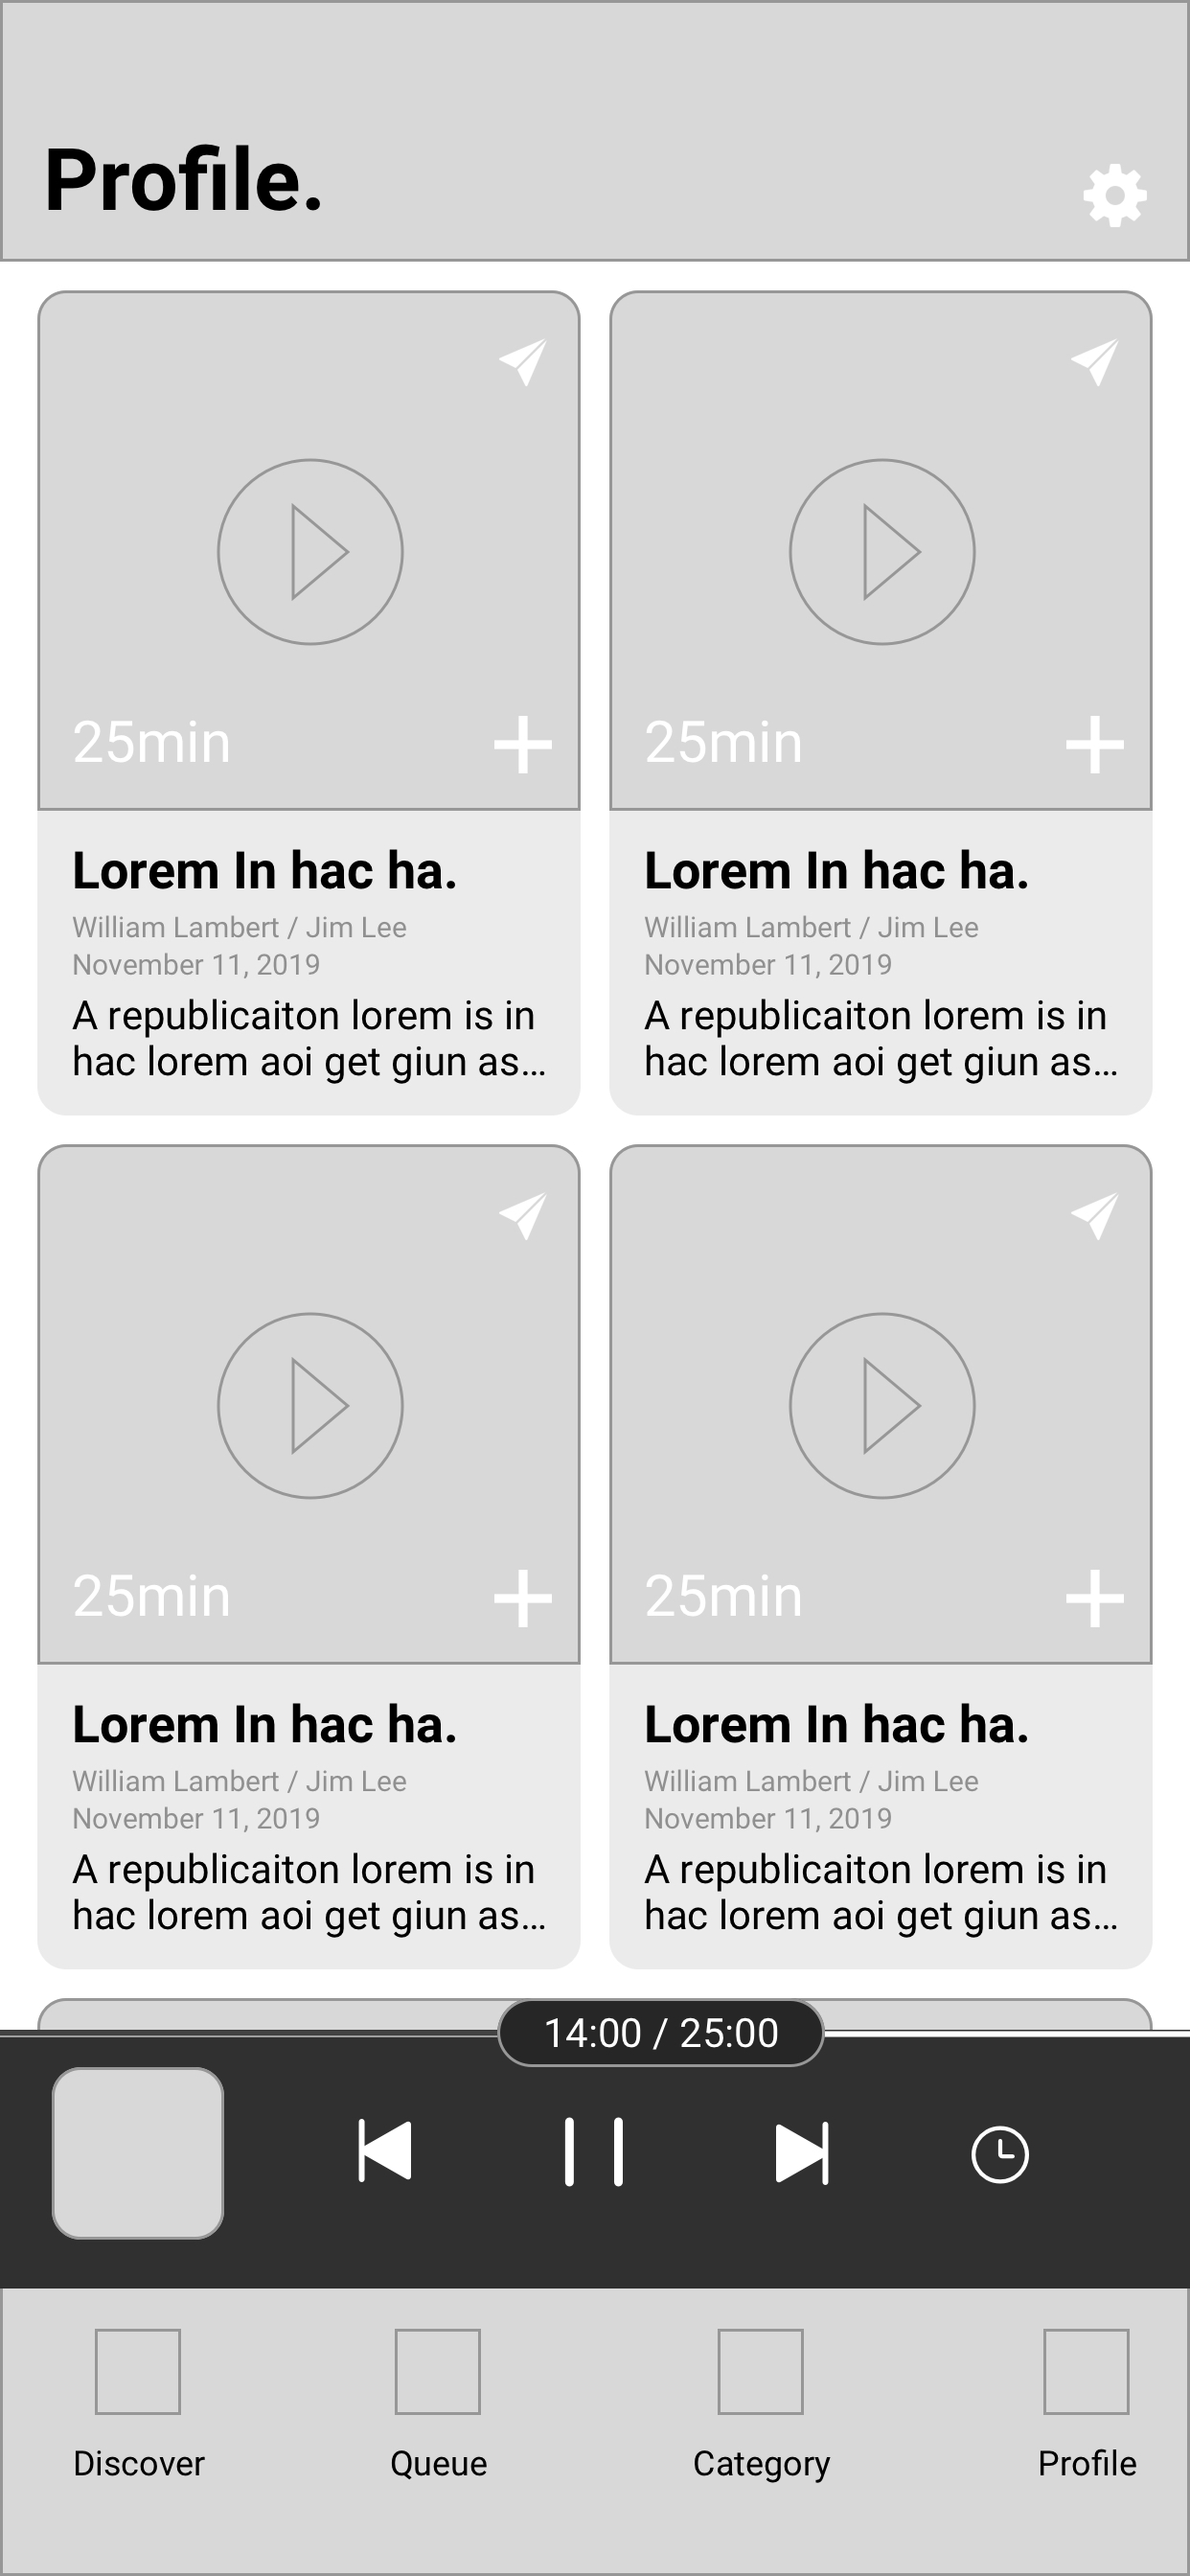 Profile.
25min
25min
Lorem In hac ha.
William Lambert / Jim Lee
November 11, 2019
A republicaiton lorem is in
hac lorem aoi get giun as...
Lorem In hac ha.
William Lambert / Jim Lee
November 11, 2019
A republicaiton lorem is in
hac lorem aoi get giun as...
25min
25min
Lorem In hac ha.
William Lambert / Jim Lee
November 11, 2019
A republicaiton lorem is in
hac lorem aoi get giun as...
Lorem In hac ha.
William Lambert / Jim Lee
November 11, 2019
A republicaiton lorem is in
hac lorem aoi get giun as...
14:00 / 25:00
Discover
Queue
Category
Profile